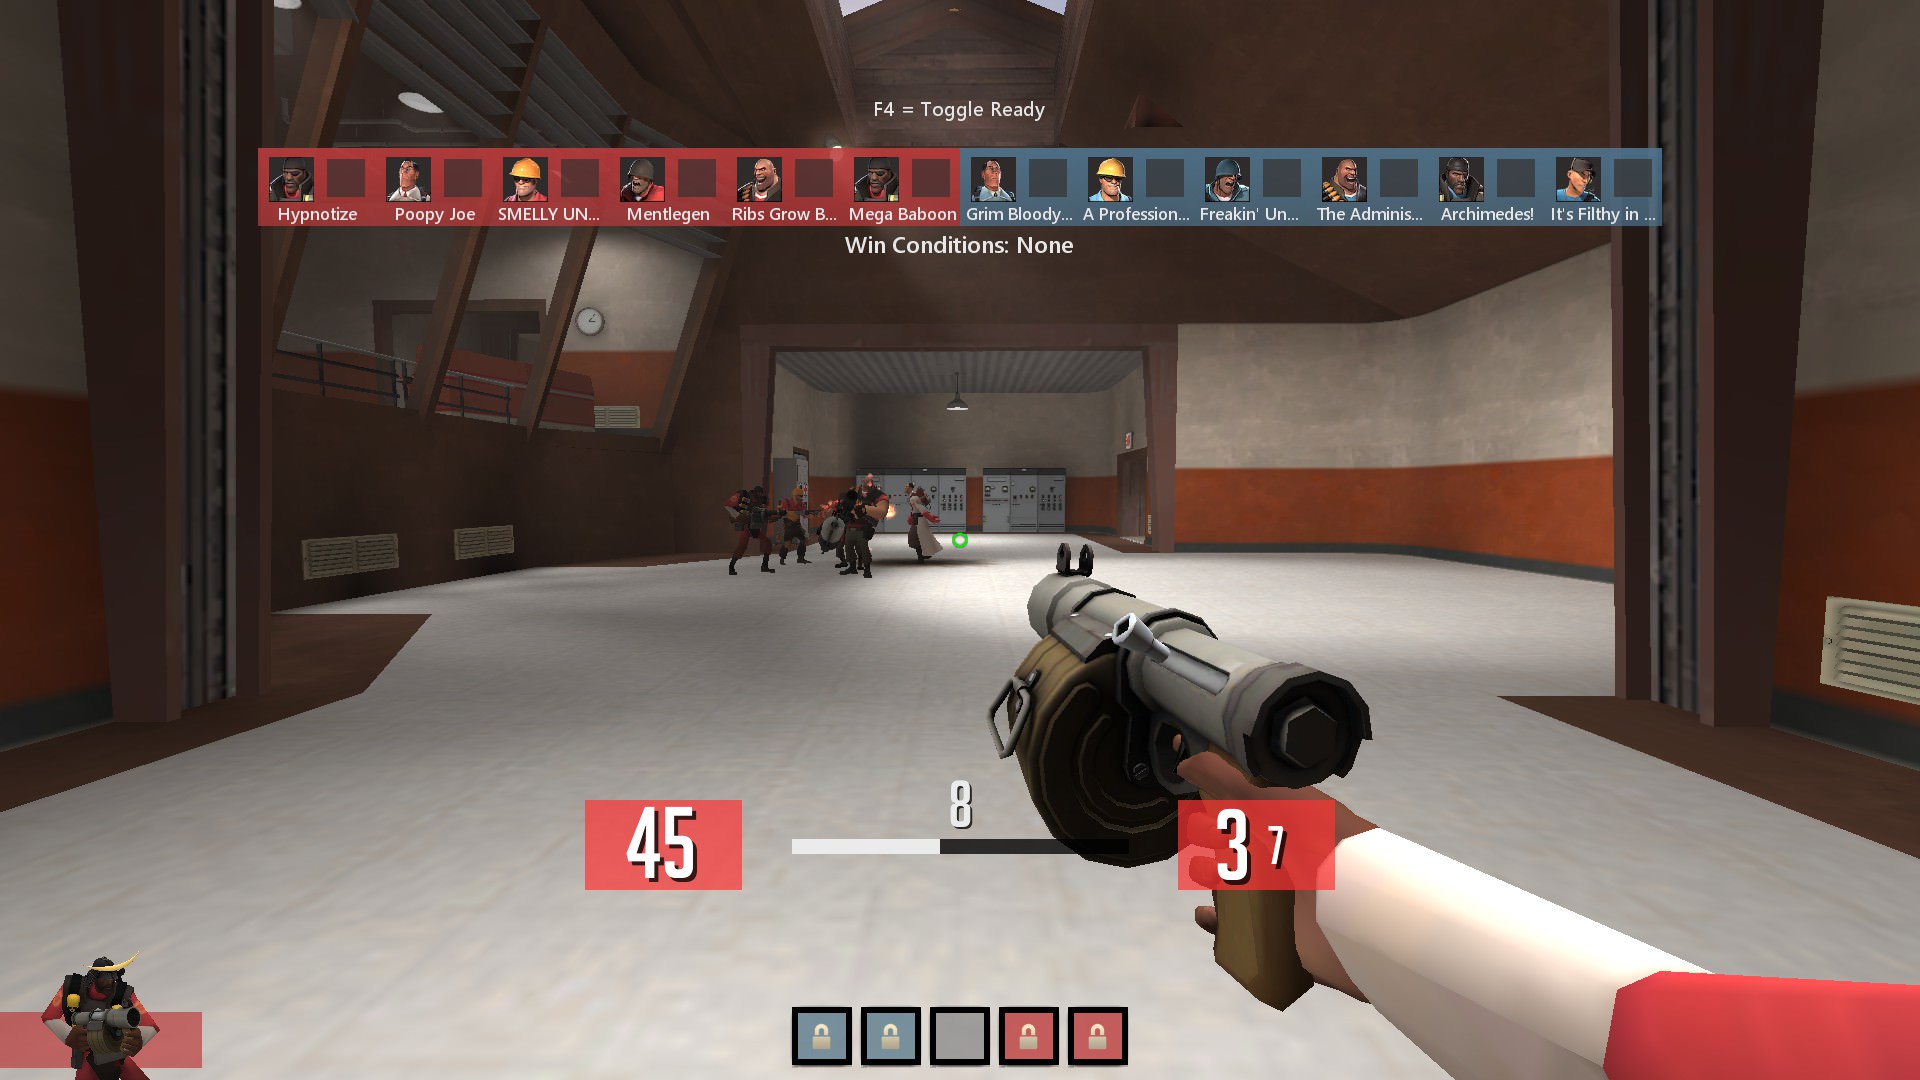 F4 = Toggle Ready
Hypnotize Poopy Joe SMELLY UN... Mentlegen Ribs Grow B... Mega Baboon Grim Bloody... A Profession... Freakin' Un... The Adminis... Archimedes! It's Filthy in ...
Win Conditions: None
8
45
3 7